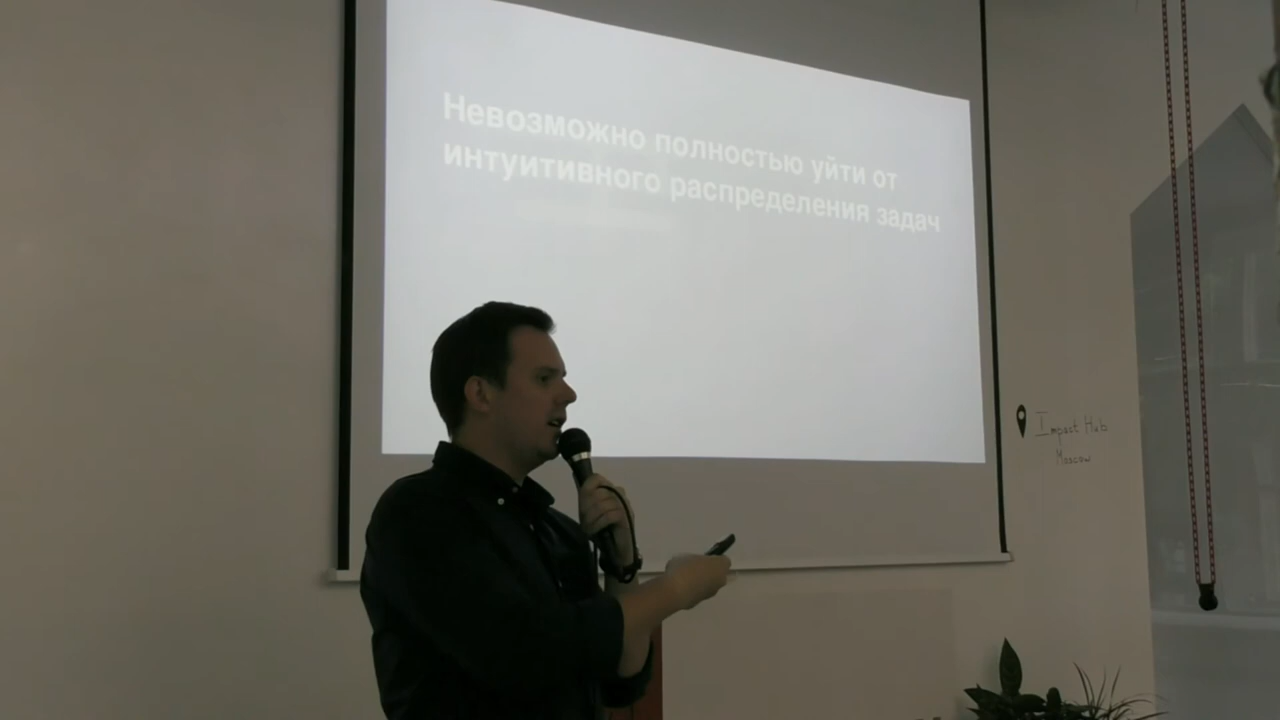 Невозможно полностью уйти от
интуитивного распределения задач
Impact Hub
Moscow